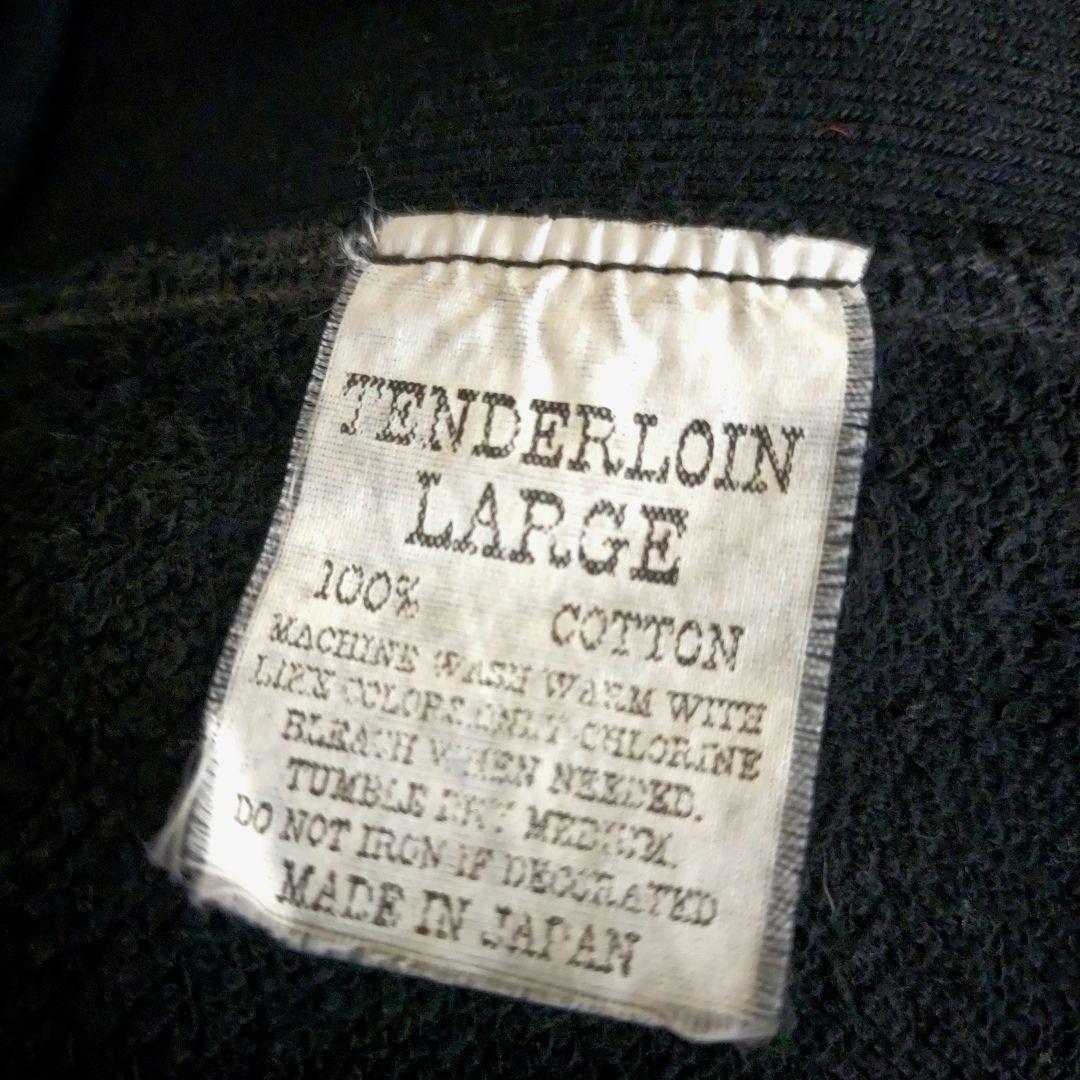 TENDERLOIN
LARGE
100% COTTON
MACHINE WASH WARM WITH
LIKE COLORS.ONLY CHLORINE
BLEACH WHEN NEEDED.
TUMBLE DRY MEDIUM.
DO NOT IRON IF DECORATED
MADE IN JAPAN